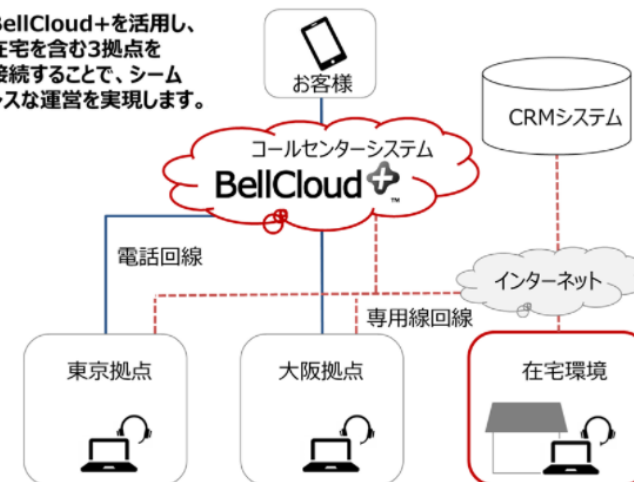 BellCloud+を活用し、
在宅を含む3拠点を
接続することで、シーム
レスな運営を実現します。
お客様
CRMシステム
コールセンターシステム
BellCloud+™
電話回線
インターネット
専用線回線
東京拠点
大阪拠点
在宅環境